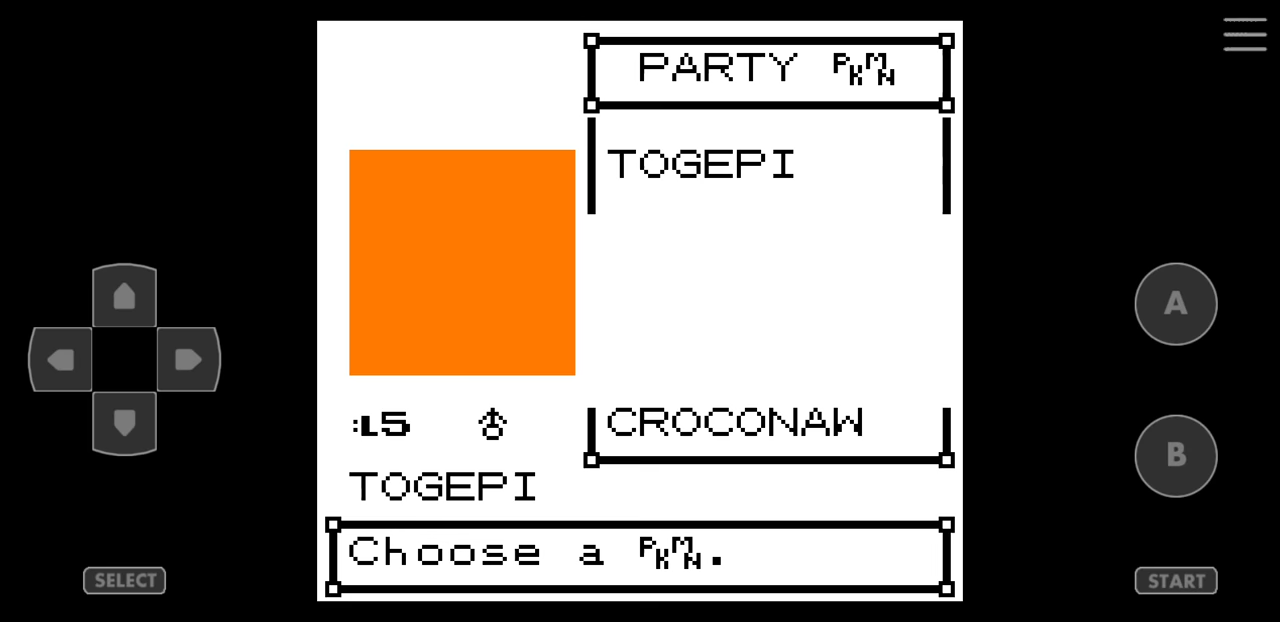 PARTY PKMN
TOGEPI
CROCONAW
:L5 ♂
TOGEPI
Choose a PKMN.
A
B
SELECT
START